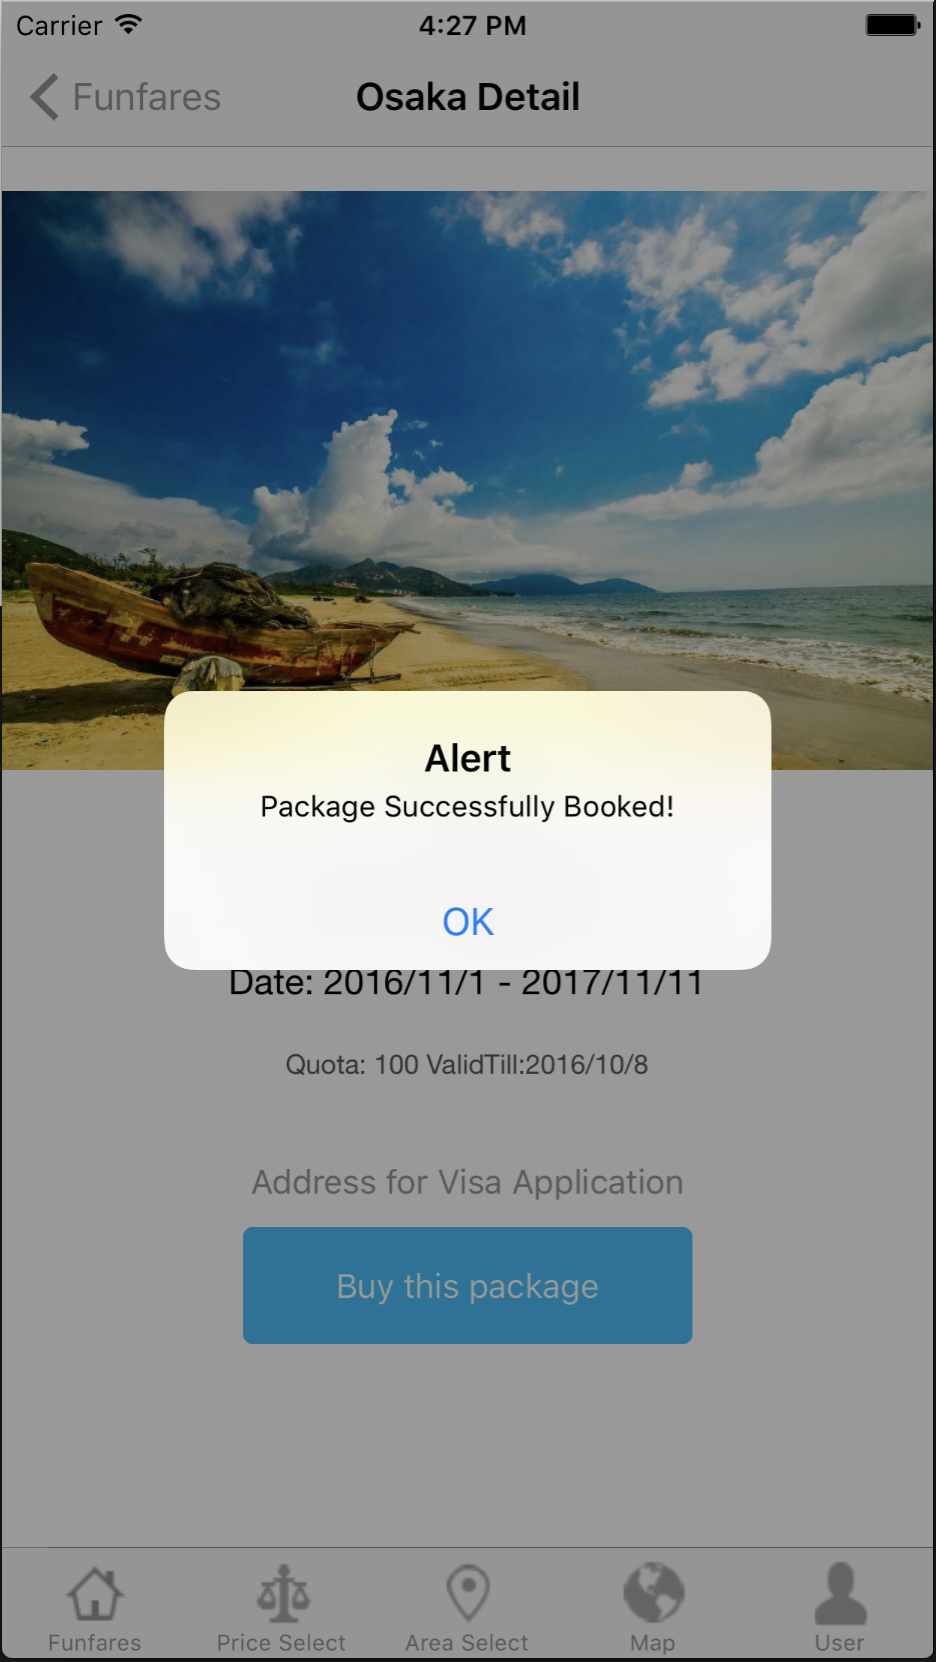 Carrier 4:27 PM
Funfares Osaka Detail
Alert
Package Successfully Booked!
OK
Date: 2016/11/1 - 2017/11/11
Quota: 100 ValidTill:2016/10/8
Address for Visa Application
Buy this package
Funfares Price Select Area Select Map User